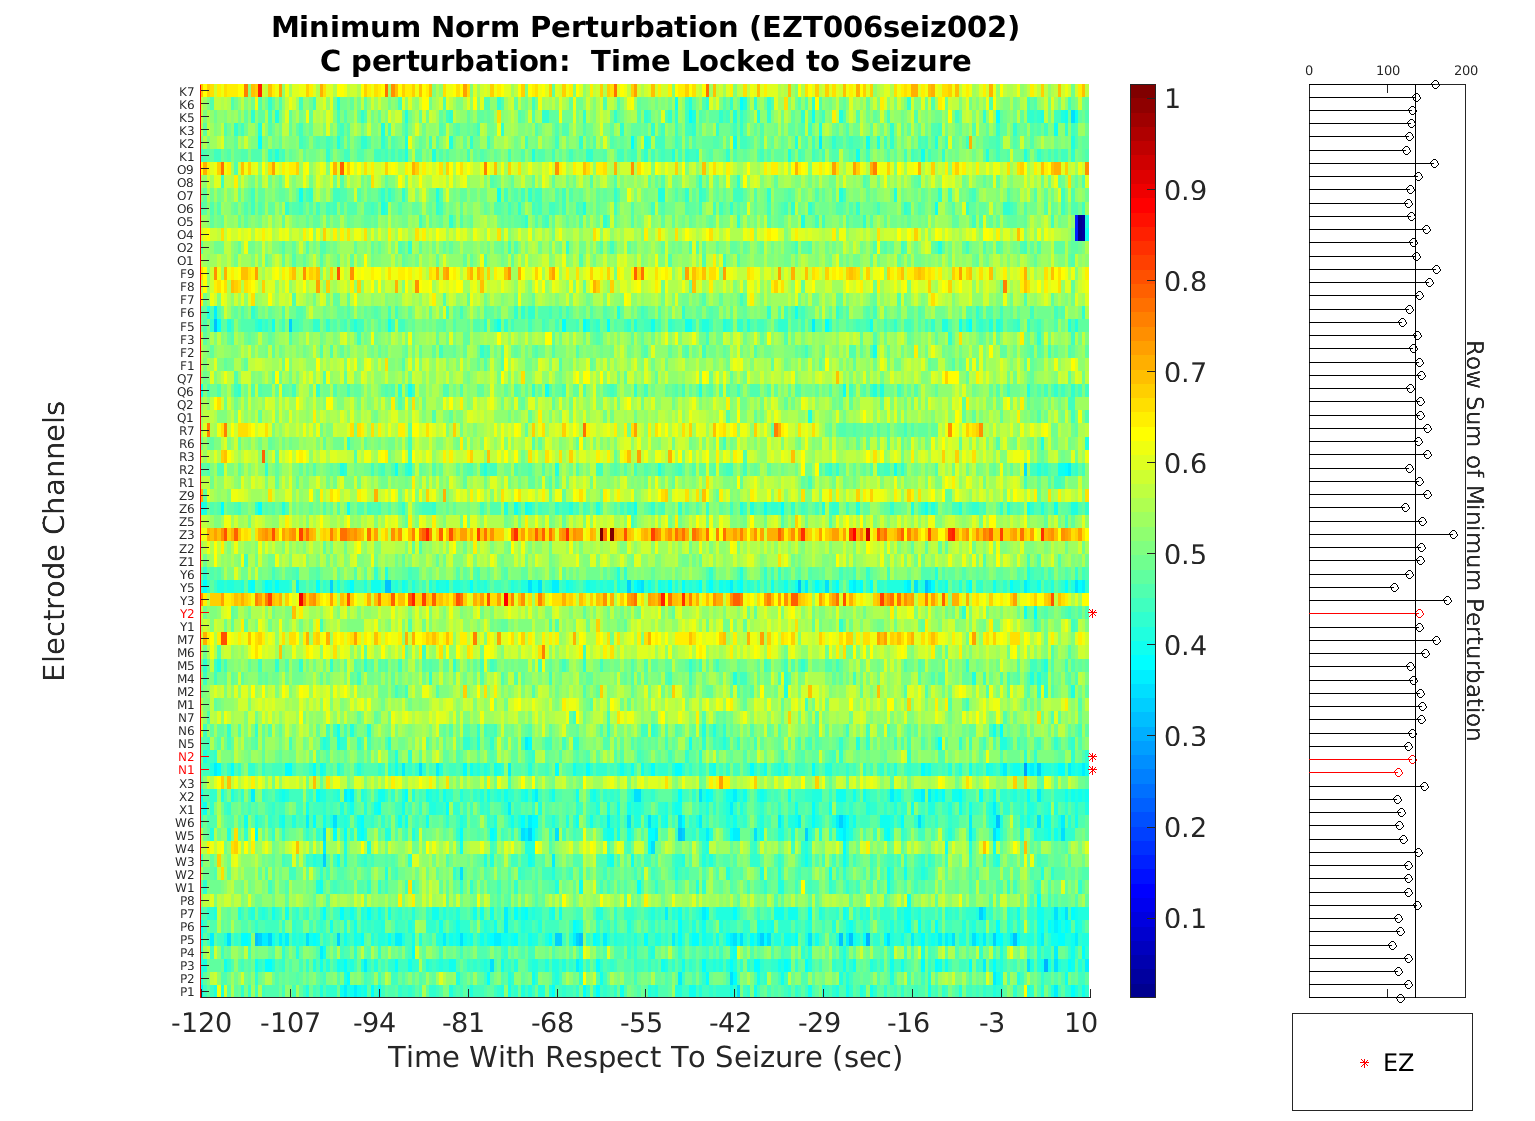 Minimum Norm Perturbation (EZT006seiz002)
C perturbation:  Time Locked to Seizure
Electrode Channels
K7
K6
K5
K3
K2
K1
O9
O8
O7
O6
O5
O4
O2
O1
F9
F8
F7
F6
F5
F3
F2
F1
Q7
Q6
Q2
Q1
R7
R6
R3
R2
R1
Z9
Z6
Z5
Z3
Z2
Z1
Y6
Y5
Y3
Y2
Y1
M7
M6
M5
M4
M2
M1
N7
N6
N5
N2
N1
X3
X2
X1
W6
W5
W4
W3
W2
W1
P8
P7
P6
P5
P4
P3
P2
P1
-120 -107 -94 -81 -68 -55 -42 -29 -16 -3 10
Time With Respect To Seizure (sec)
1
0.9
0.8
0.7
0.6
0.5
0.4
0.3
0.2
0.1
0 100 200
Row Sum of Minimum Perturbation
EZ